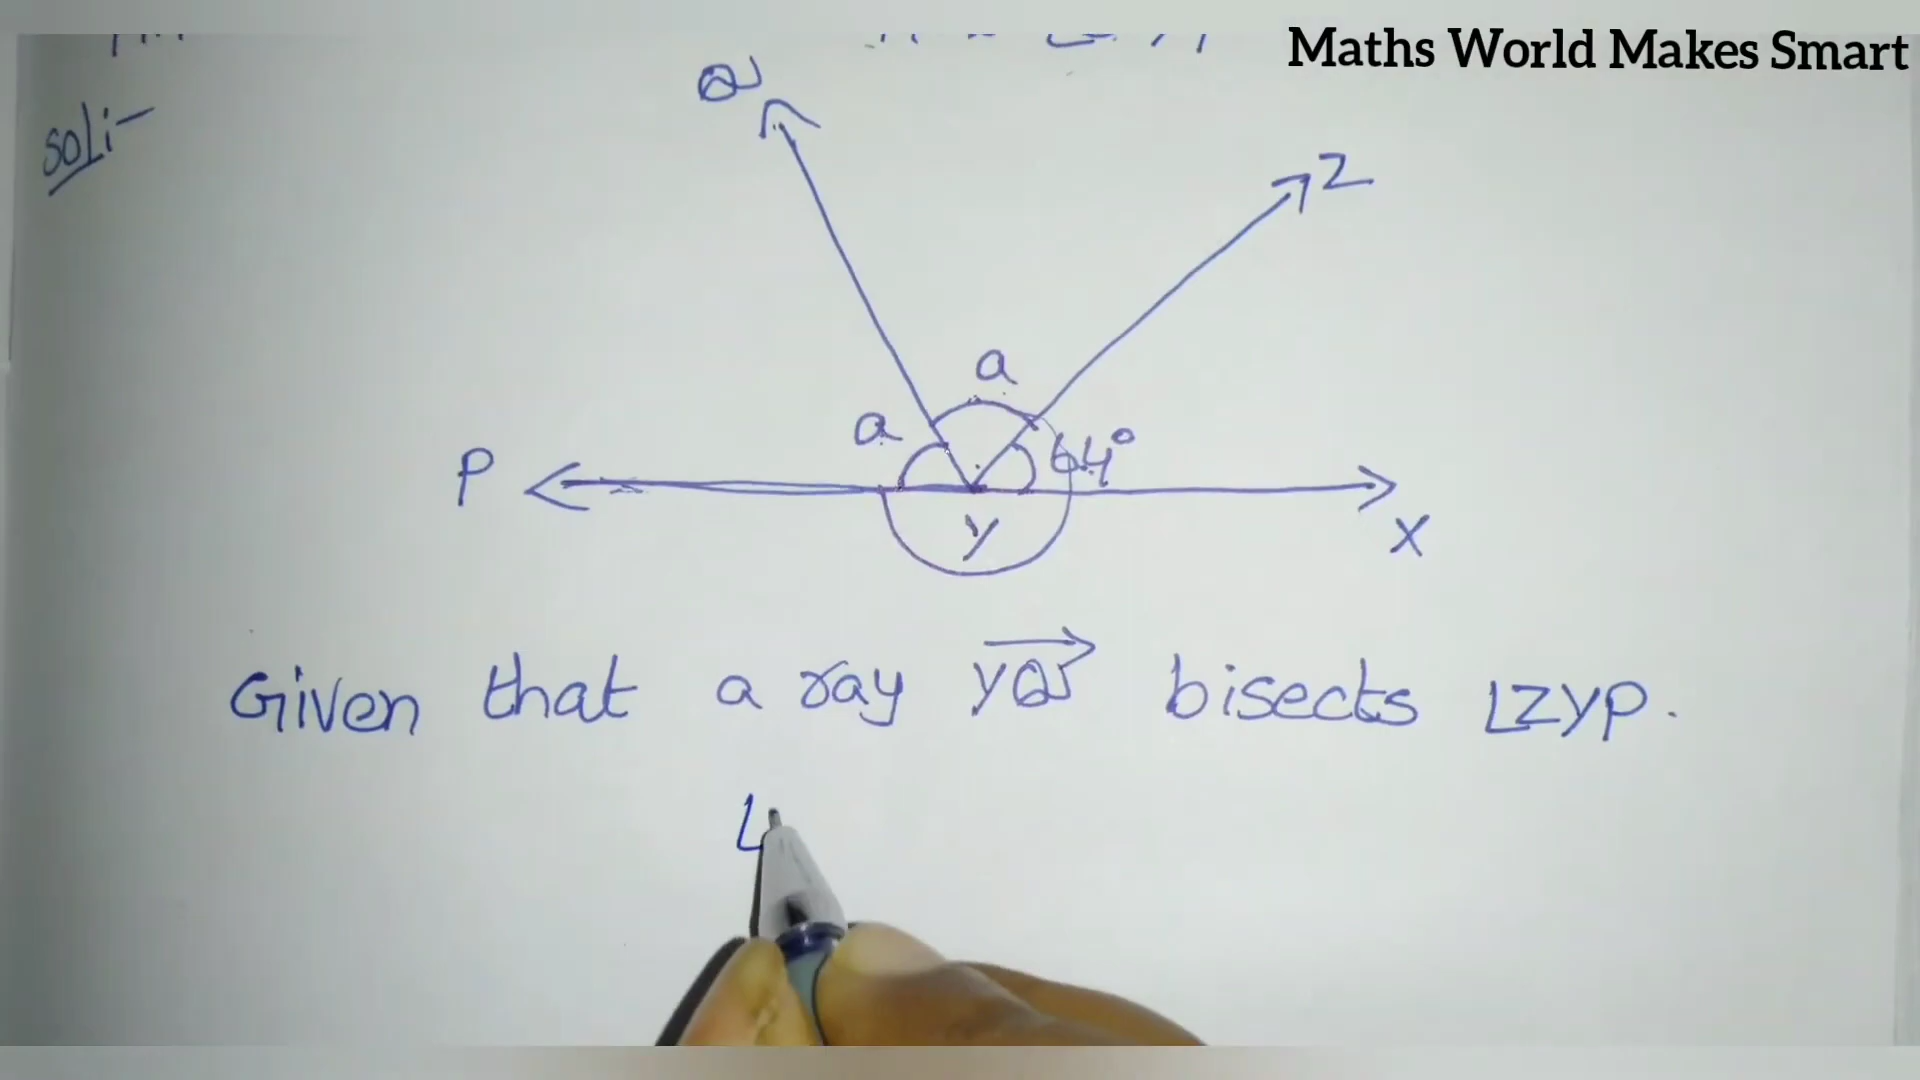 Maths World Makes Smart
Sol:-
Q
Z
a
a
64°
P
Y
X
Given that a ray YQ bisects ∠ZYP.
∠